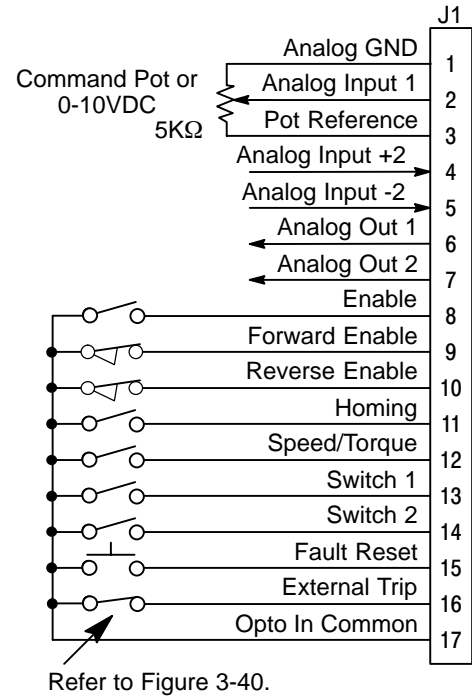 J1
Analog GND 1
Command Pot or
0-10VDC
5KΩ
Analog Input 1 2
Pot Reference 3
Analog Input +2 4
Analog Input -2 5
Analog Out 1 6
Analog Out 2 7
Enable 8
Forward Enable 9
Reverse Enable 10
Homing 11
Speed/Torque 12
Switch 1 13
Switch 2 14
Fault Reset 15
External Trip 16
Opto In Common 17
Refer to Figure 3-40.